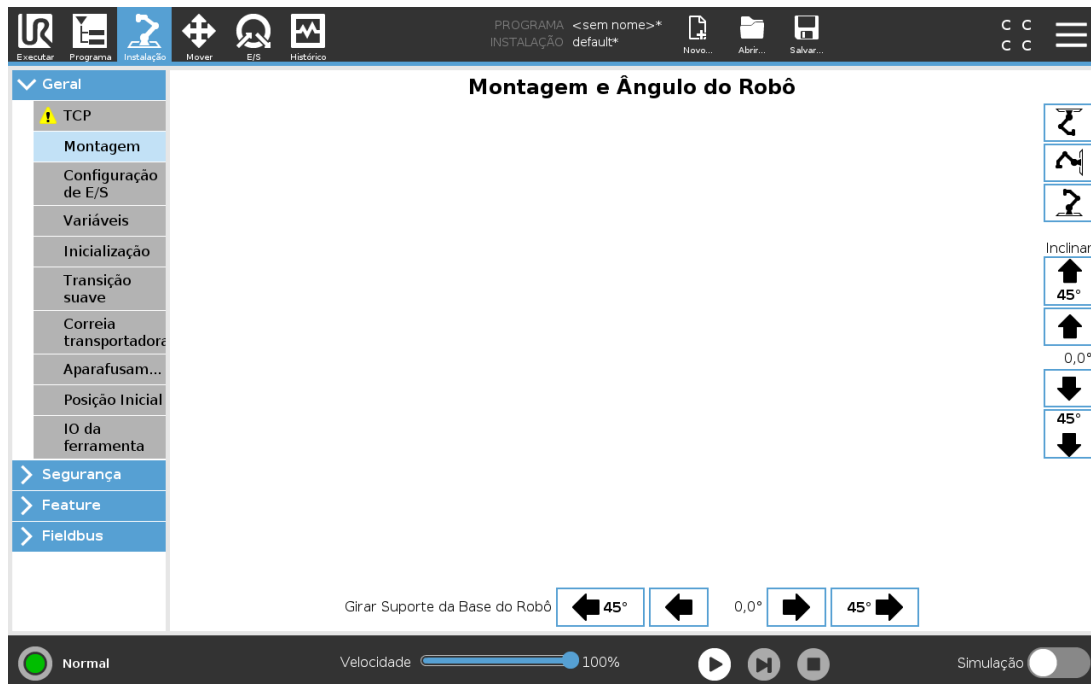 PROGRAMA <sem nome>*
INSTALAÇÃO default*
C C
C C
Executar Programa Instalação Mover E/S Histórico Novo... Abrir... Salvar...
Geral
Montagem e Ângulo do Robô
TCP
Montagem
Configuração
de E/S
Variáveis
Inicialização
Transição
suave
Correia
transportadora
Aparafusam...
Posição Inicial
IO da
ferramenta
Segurança
Feature
Fieldbus
Inclinar
45°
0,0°
45°
Girar Suporte da Base do Robô 45° 0,0° 45°
Normal Velocidade 100% Simulação